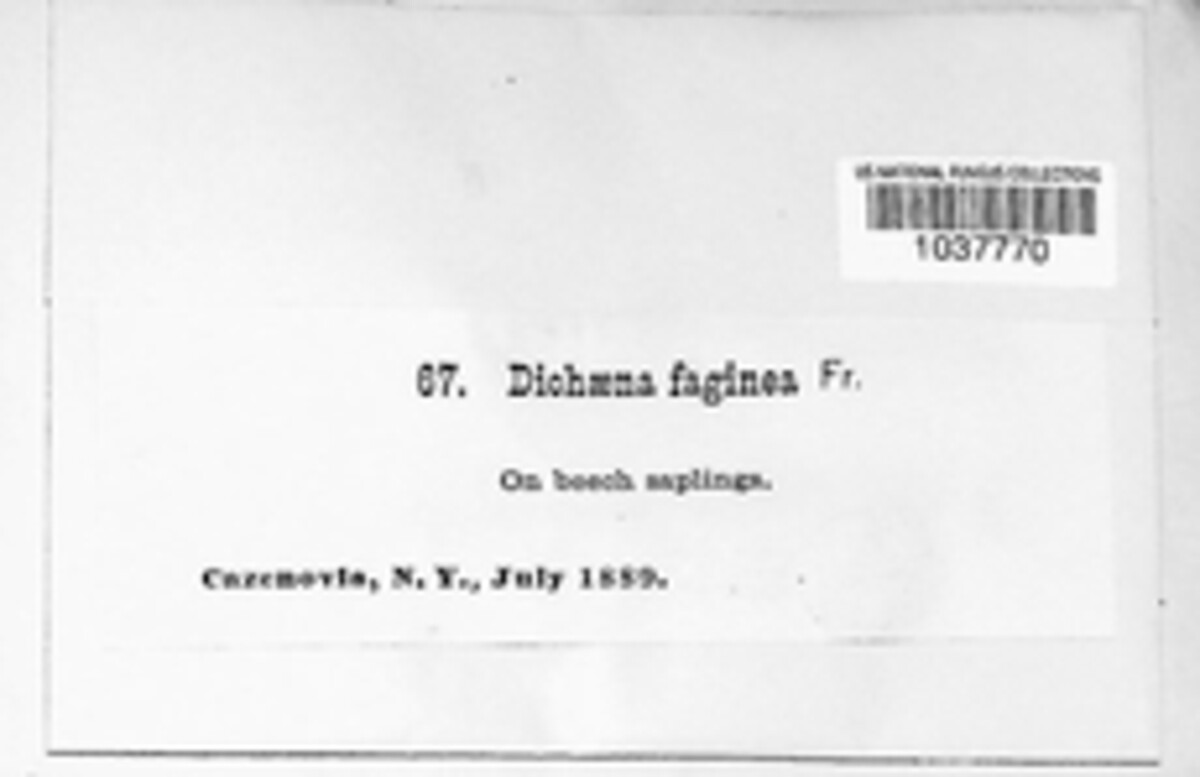 US NATIONAL FUNGUS COLLECTIONS
1037770
67. Dichæna faginea Fr.
On beech saplings.
Cazenovia, N. Y., July 1889.